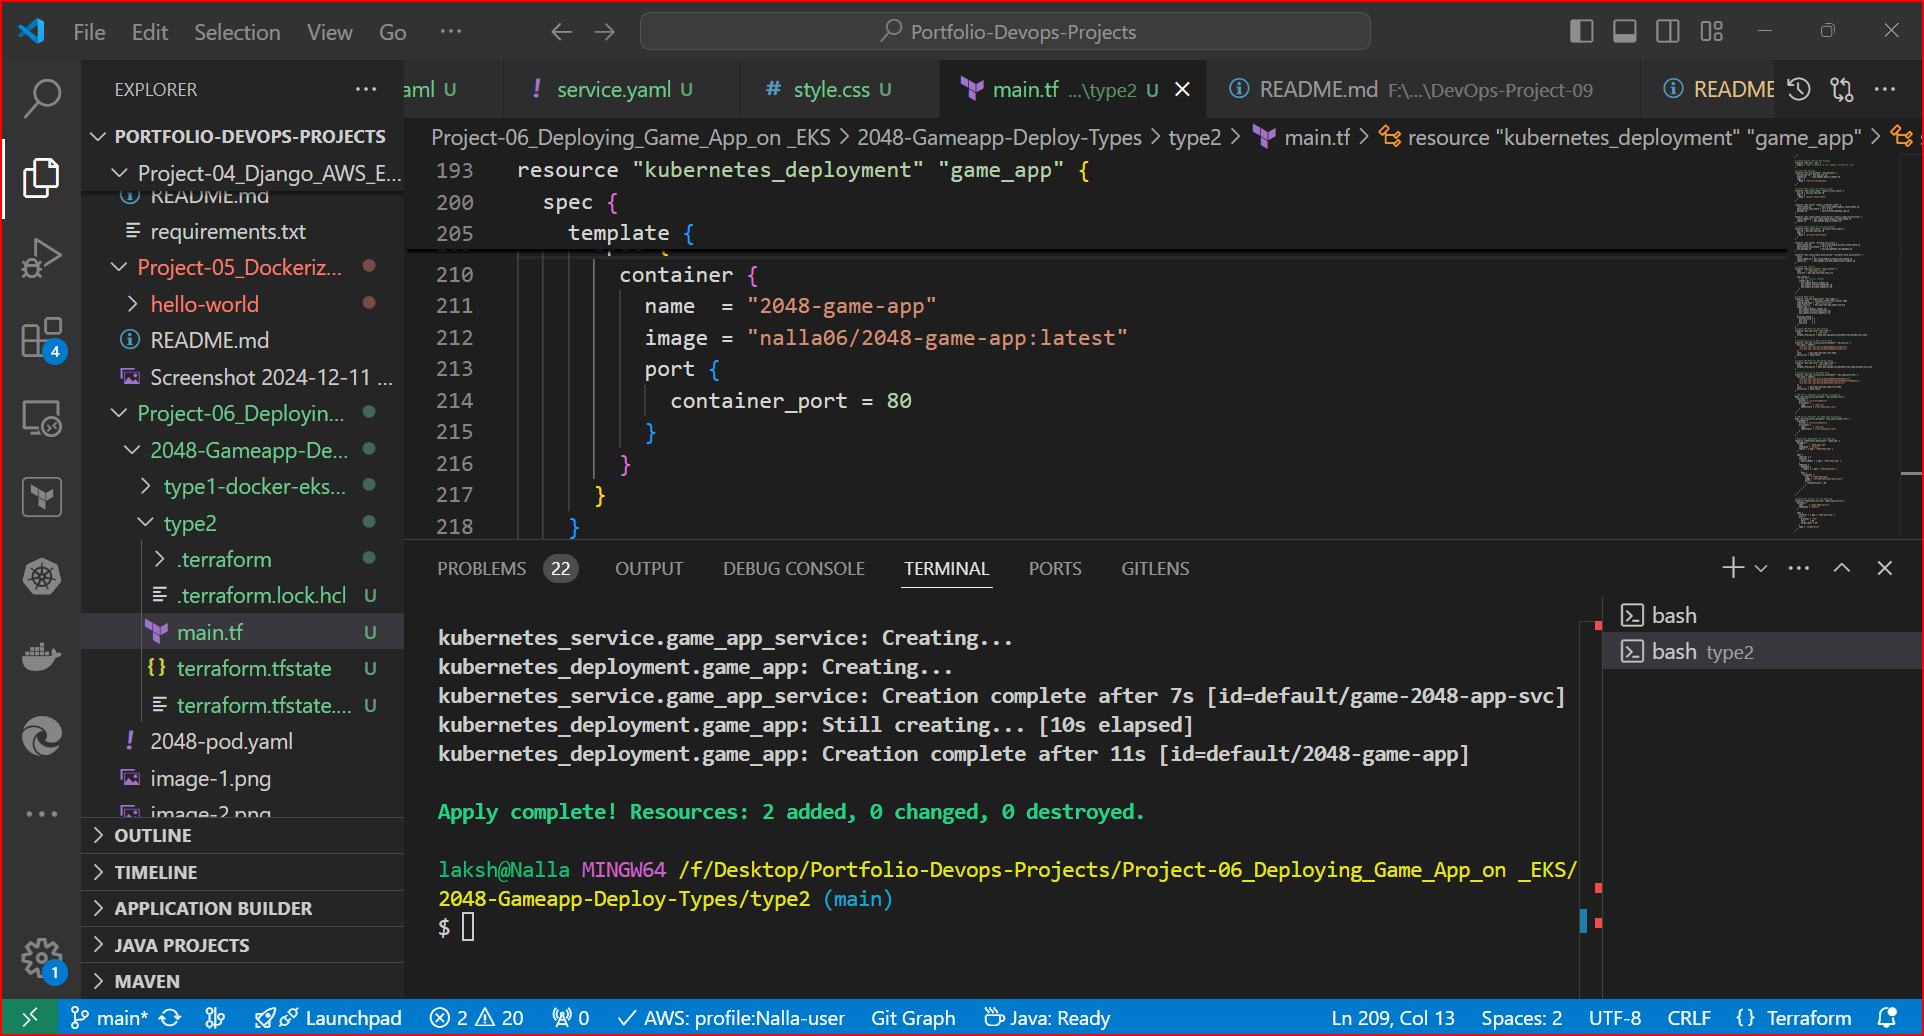 File Edit Selection View Go ··· Portfolio-Devops-Projects
EXPLORER ···
PORTFOLIO-DEVOPS-PROJECTS
Project-04_Django_AWS_E...
README.md
requirements.txt
Project-05_Dockeriz...
hello-world
README.md
Screenshot 2024-12-11 ...
Project-06_Deployin...
2048-Gameapp-De...
type1-docker-eks...
type2
.terraform
.terraform.lock.hcl U
main.tf U
{} terraform.tfstate U
terraform.tfstate.... U
! 2048-pod.yaml
image-1.png
image-2.png
OUTLINE
TIMELINE
APPLICATION BUILDER
JAVA PROJECTS
MAVEN
4
1
aml U ! service.yaml U # style.css U main.tf ...\type2 U README.md F:\...\DevOps-Project-09 README
Project-06_Deploying_Game_App_on _EKS > 2048-Gameapp-Deploy-Types > type2 > main.tf > resource "kubernetes_deployment" "game_app" >
193 resource "kubernetes_deployment" "game_app" {
200 spec {
205 template {
210 container {
211 name  = "2048-game-app"
212 image = "nalla06/2048-game-app:latest"
213 port {
214 container_port = 80
215 }
216 }
217 }
218 }
PROBLEMS 22 OUTPUT DEBUG CONSOLE TERMINAL PORTS GITLENS
kubernetes_service.game_app_service: Creating...
kubernetes_deployment.game_app: Creating...
kubernetes_service.game_app_service: Creation complete after 7s [id=default/game-2048-app-svc]
kubernetes_deployment.game_app: Still creating... [10s elapsed]
kubernetes_deployment.game_app: Creation complete after 11s [id=default/2048-game-app]
Apply complete! Resources: 2 added, 0 changed, 0 destroyed.
laksh@Nalla MINGW64 /f/Desktop/Portfolio-Devops-Projects/Project-06_Deploying_Game_App_on _EKS/
2048-Gameapp-Deploy-Types/type2 (main)
$
bash
bash type2
main* Launchpad 2 20 0 AWS: profile:Nalla-user Git Graph Java: Ready Ln 209, Col 13 Spaces: 2 UTF-8 CRLF {} Terraform